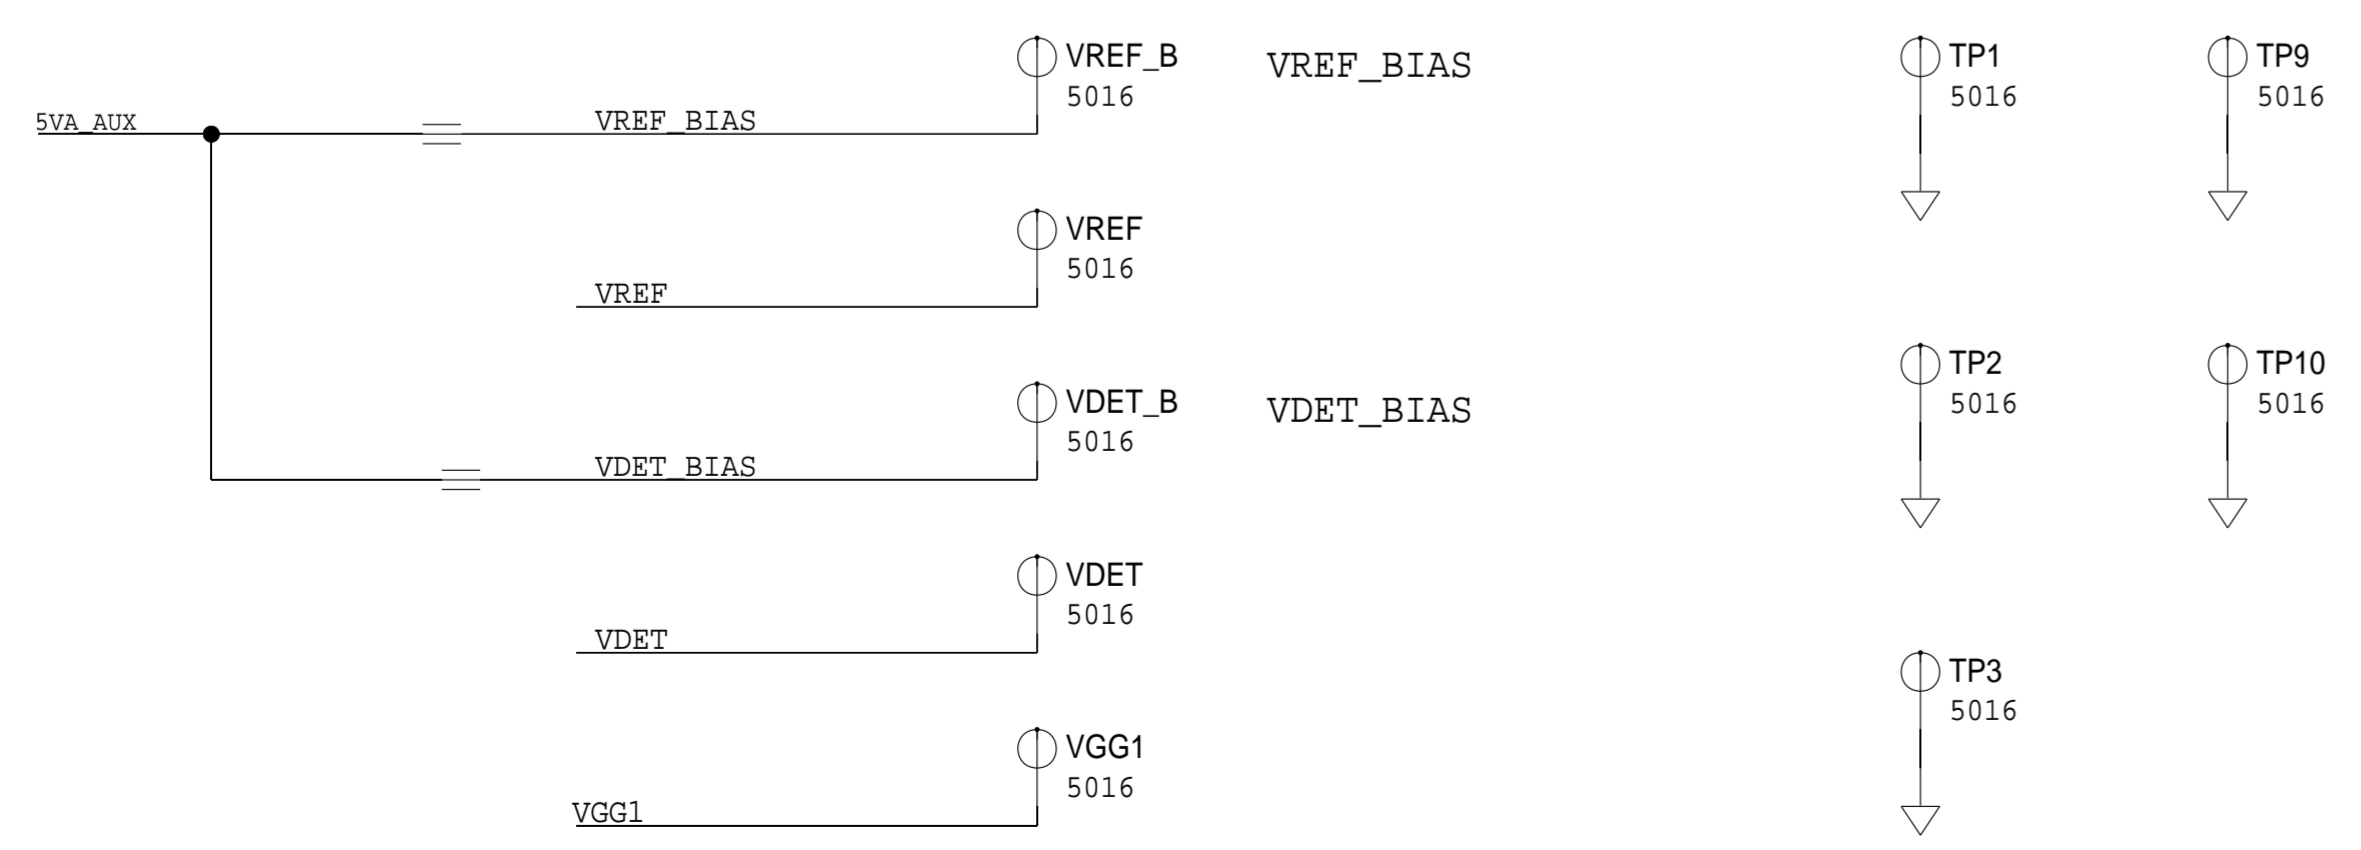 VREF_B
5016
VREF_BIAS
TP1
5016
TP9
5016
5VA_AUX
VREF_BIAS
VREF
5016
VREF
TP2
5016
TP10
5016
VDET_B
5016
VDET_BIAS
VDET_BIAS
VDET
5016
VDET
TP3
5016
VGG1
5016
VGG1